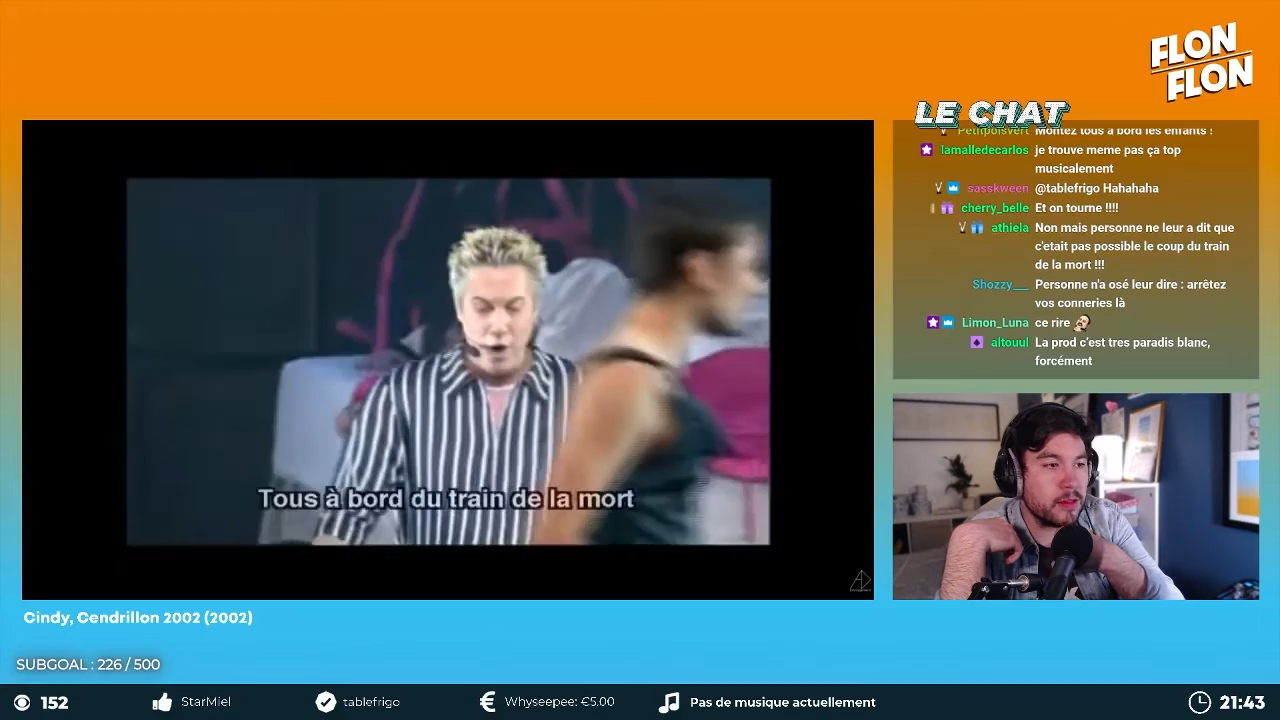 FLON
FLON
LE CHAT
Petitpoisvert Montez tous à bord les enfants !
lamalledecarlos je trouve meme pas ça top
musicalement
sasskween @tablefrigo Hahahaha
cherry_belle Et on tourne !!!!
athiela Non mais personne ne leur a dit que
c'etait pas possible le coup du train
de la mort !!!
Shozzy__ Personne n'a osé leur dire : arrêtez
vos conneries là
Limon_Luna ce rire
altouul La prod c'est tres paradis blanc,
forcément
Tous à bord du train de la mort
Cindy, Cendrillon 2002 (2002)
SUBGOAL : 226 / 500
152 StarMiel tablefrigo € Whyseepee: €5.00 Pas de musique actuellement 21:43